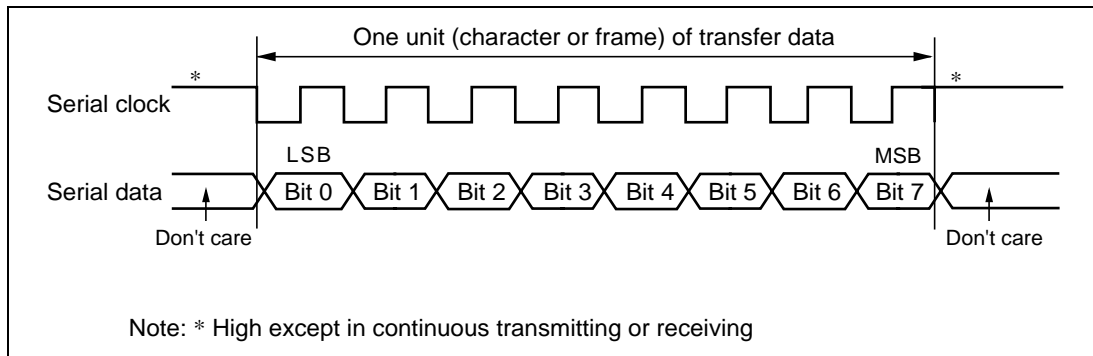 One unit (character or frame) of transfer data
* *
Serial clock
LSB MSB
Serial data Bit 0 Bit 1 Bit 2 Bit 3 Bit 4 Bit 5 Bit 6 Bit 7
Don't care Don't care
Note: * High except in continuous transmitting or receiving